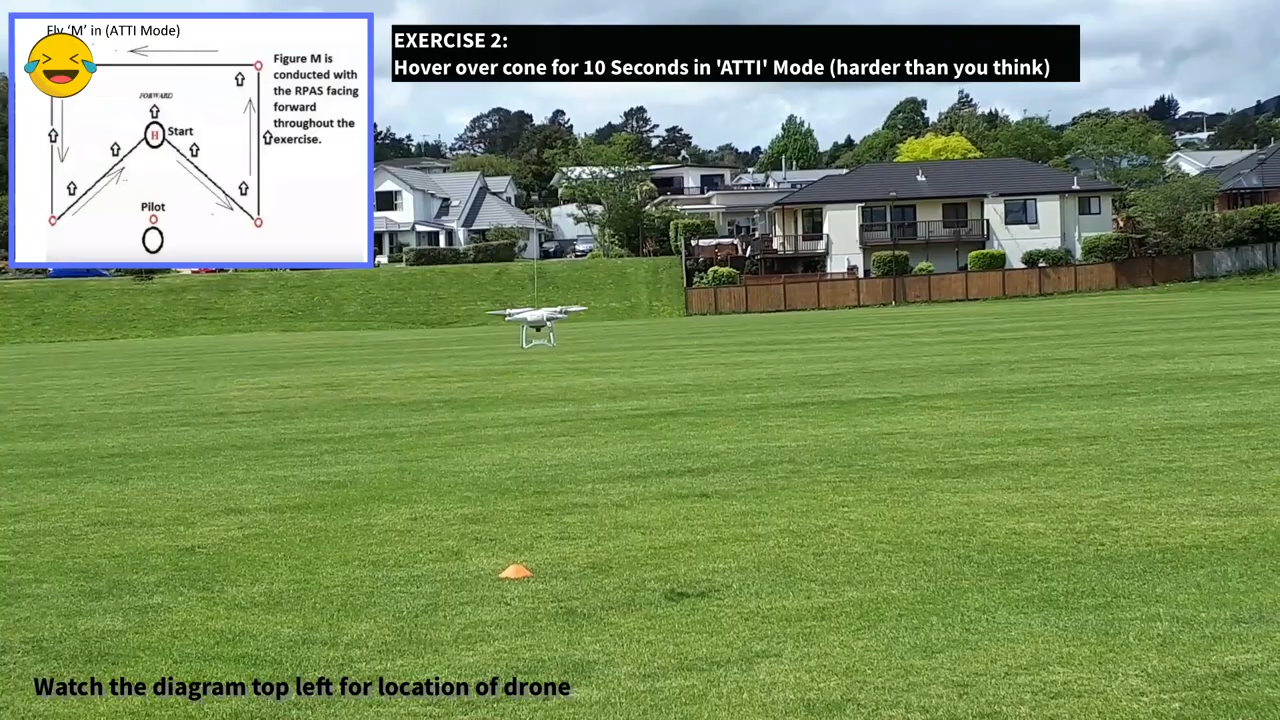 Fly ‘M’ in (ATTI Mode)
Figure M is
conducted with
the RPAS facing
forward
throughout the
exercise.
FORWARD
H
Start
Pilot
EXERCISE 2:
Hover over cone for 10 Seconds in 'ATTI' Mode (harder than you think)
Watch the diagram top left for location of drone